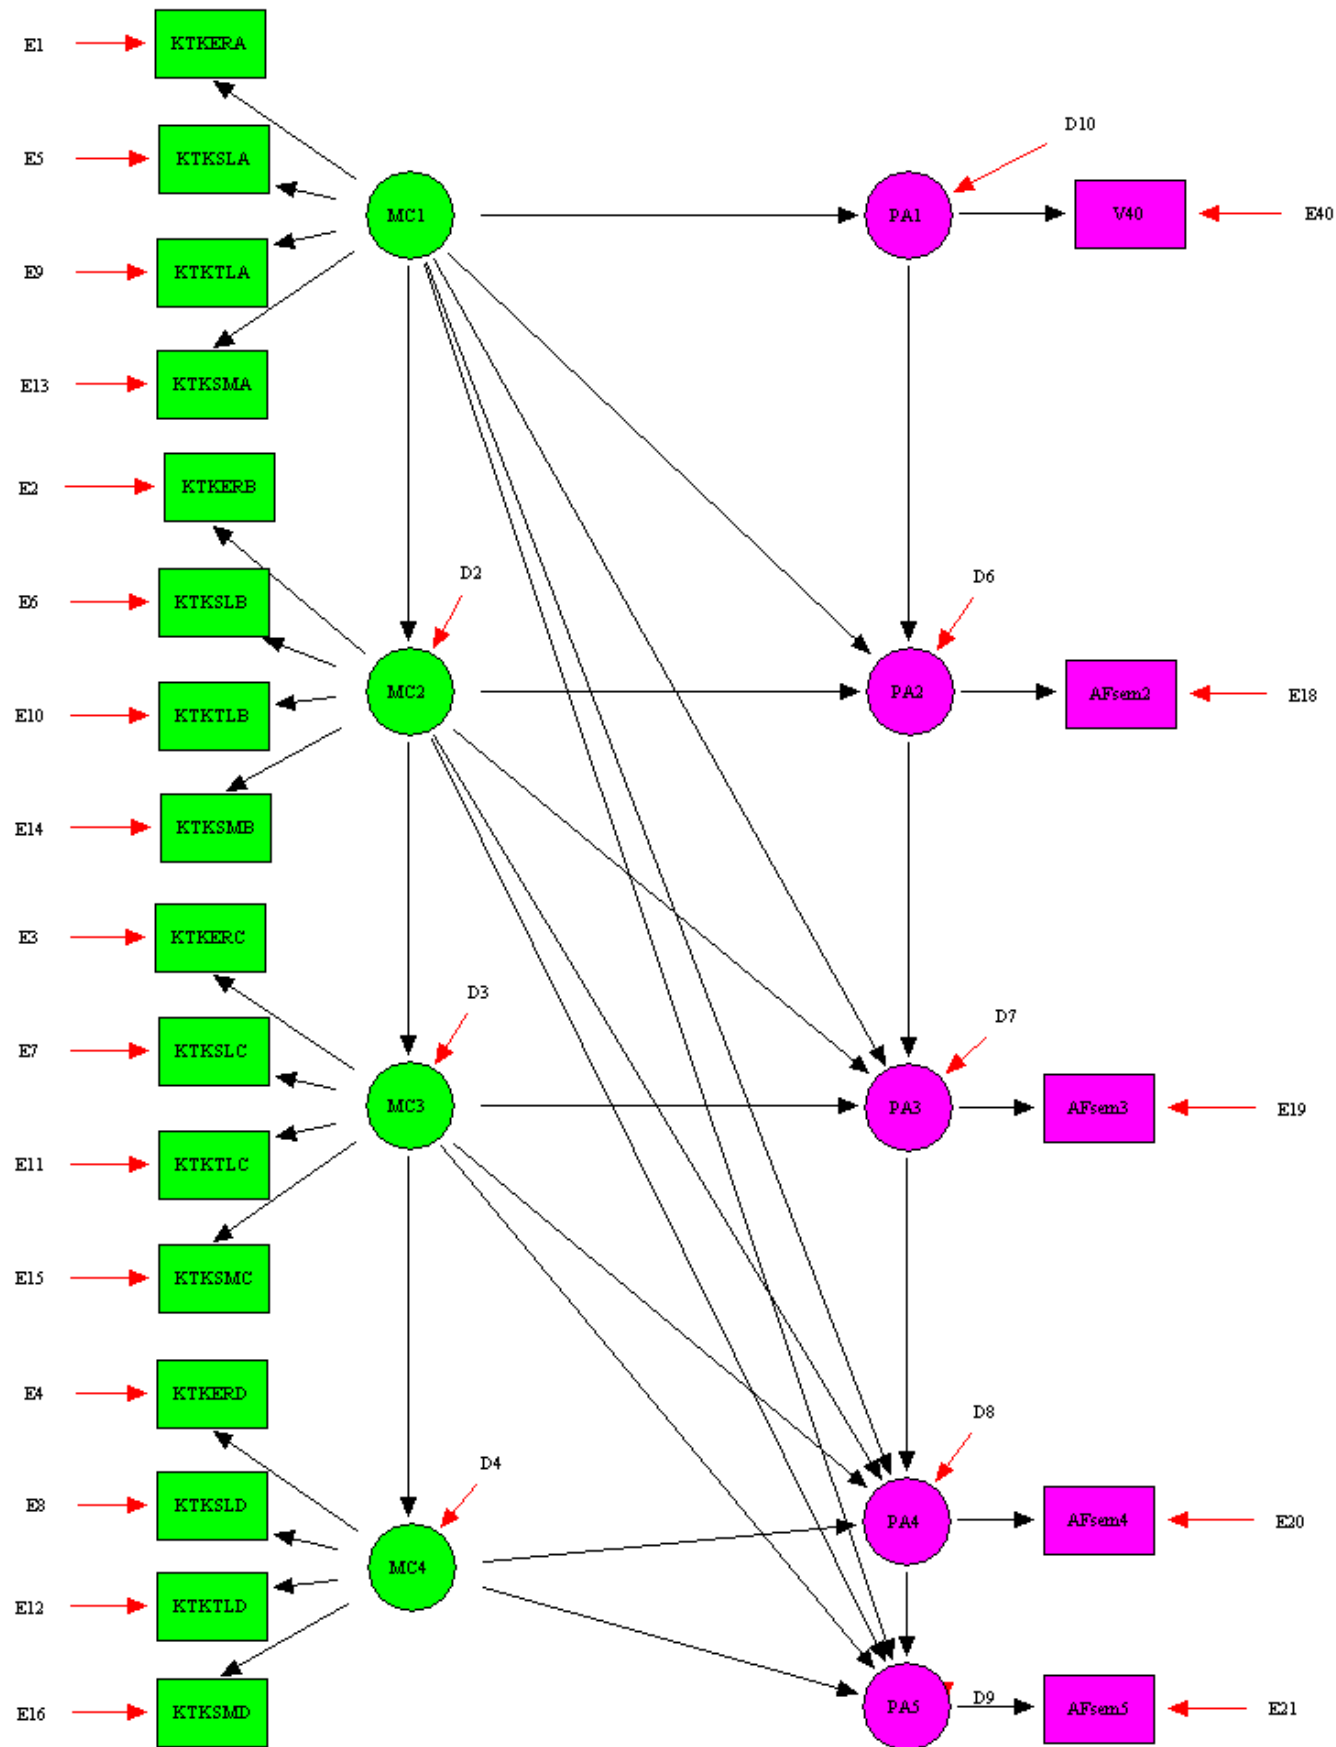 E1 KTKERA
D10
E5 KTKSLA
MC1 PA1 V40 E40
E9 KTKTLA
E13 KTKSMA
E2 KTKERB
D2 D6
E6 KTKSLB
MC2 PA2 AFsem2 E18
E10 KTKTLB
E14 KTKSMB
E3 KTKERC
D3
D7
E7 KTKSLC
MC3 PA3 AFsem3 E19
E11 KTKTLC
E15 KTKSMC
E4 KTKERD
D8
D4
E8 KTKSLD
PA4 AFsem4 E20
MC4
E12 KTKTLD
D9
PA5 AFsem5 E21
E16 KTKSMD